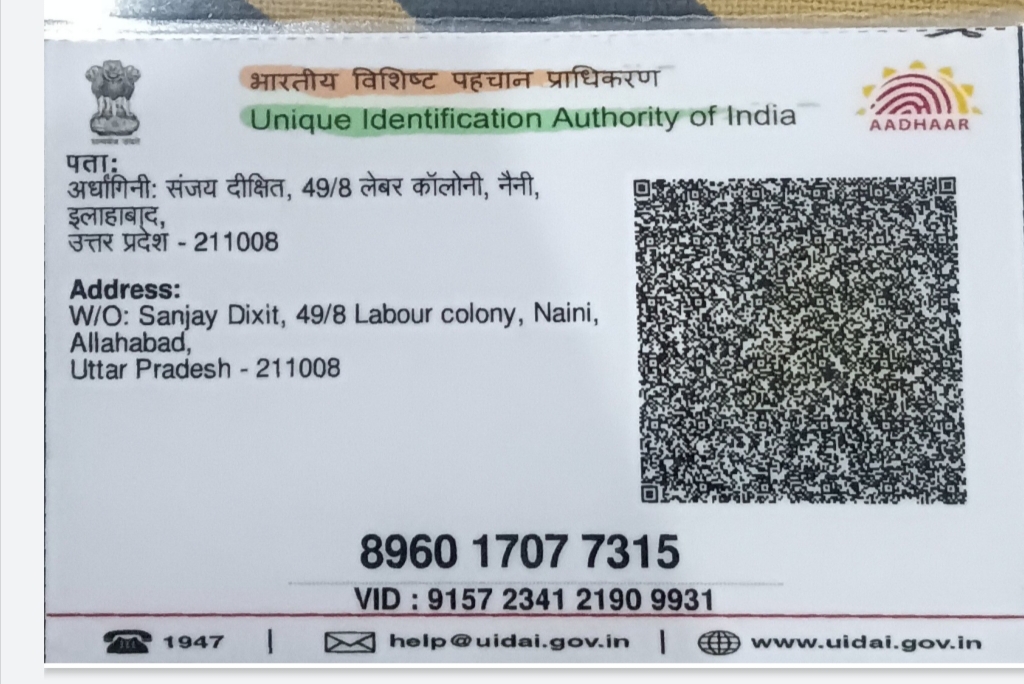 भारतीय विशिष्ट पहचान प्राधिकरण
Unique Identification Authority of India
AADHAAR
पता:
अर्धांगिनी: संजय दीक्षित, 49/8 लेबर कॉलोनी, नैनी,
इलाहाबाद,
उत्तर प्रदेश - 211008
Address:
W/O: Sanjay Dixit, 49/8 Labour colony, Naini,
Allahabad,
Uttar Pradesh - 211008
8960 1707 7315
VID : 9157 2341 2190 9931
1947 | help@uidai.gov.in | www.uidai.gov.in